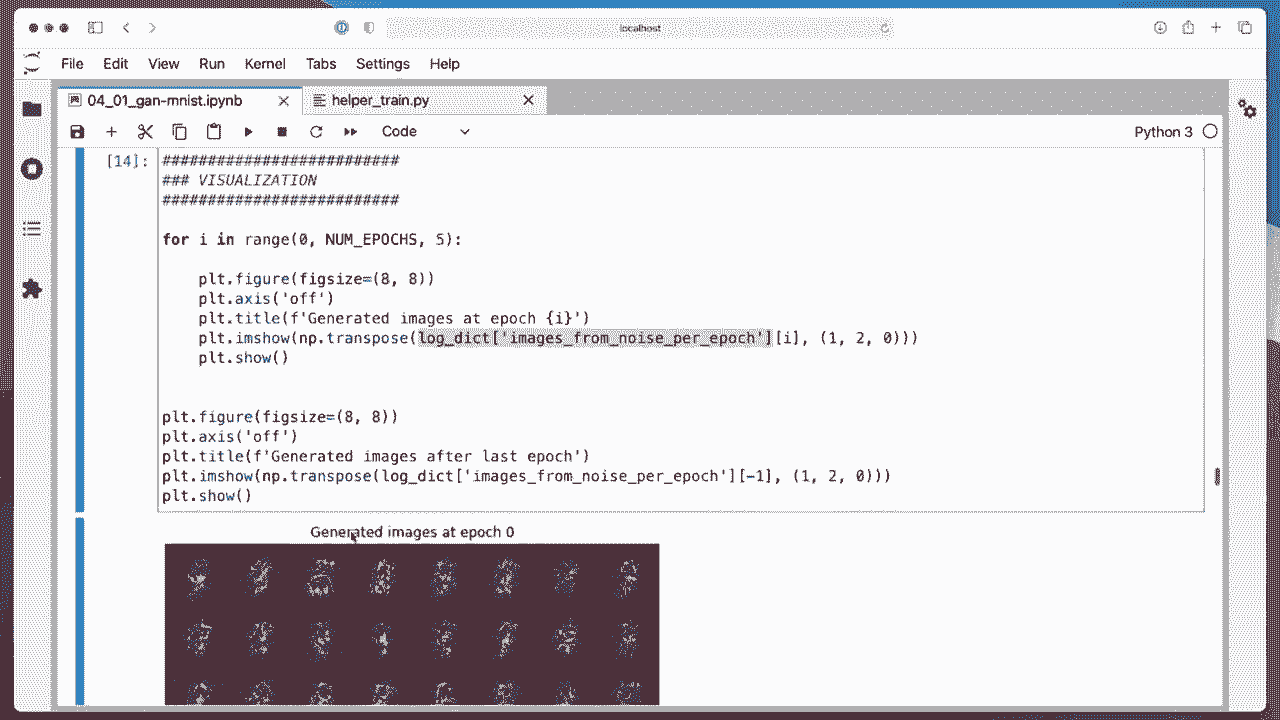 localhost
File Edit View Run Kernel Tabs Settings Help
04_01_gan-mnist.ipynb helper_train.py
Code Python 3
[14]: ##########################
### VISUALIZATION
##########################
for i in range(0, NUM_EPOCHS, 5):
plt.figure(figsize=(8, 8))
plt.axis('off')
plt.title(f'Generated images at epoch {i}')
plt.imshow(np.transpose(log_dict['images_from_noise_per_epoch'][i], (1, 2, 0)))
plt.show()
plt.figure(figsize=(8, 8))
plt.axis('off')
plt.title(f'Generated images after last epoch')
plt.imshow(np.transpose(log_dict['images_from_noise_per_epoch'][-1], (1, 2, 0)))
plt.show()
Generated images at epoch 0